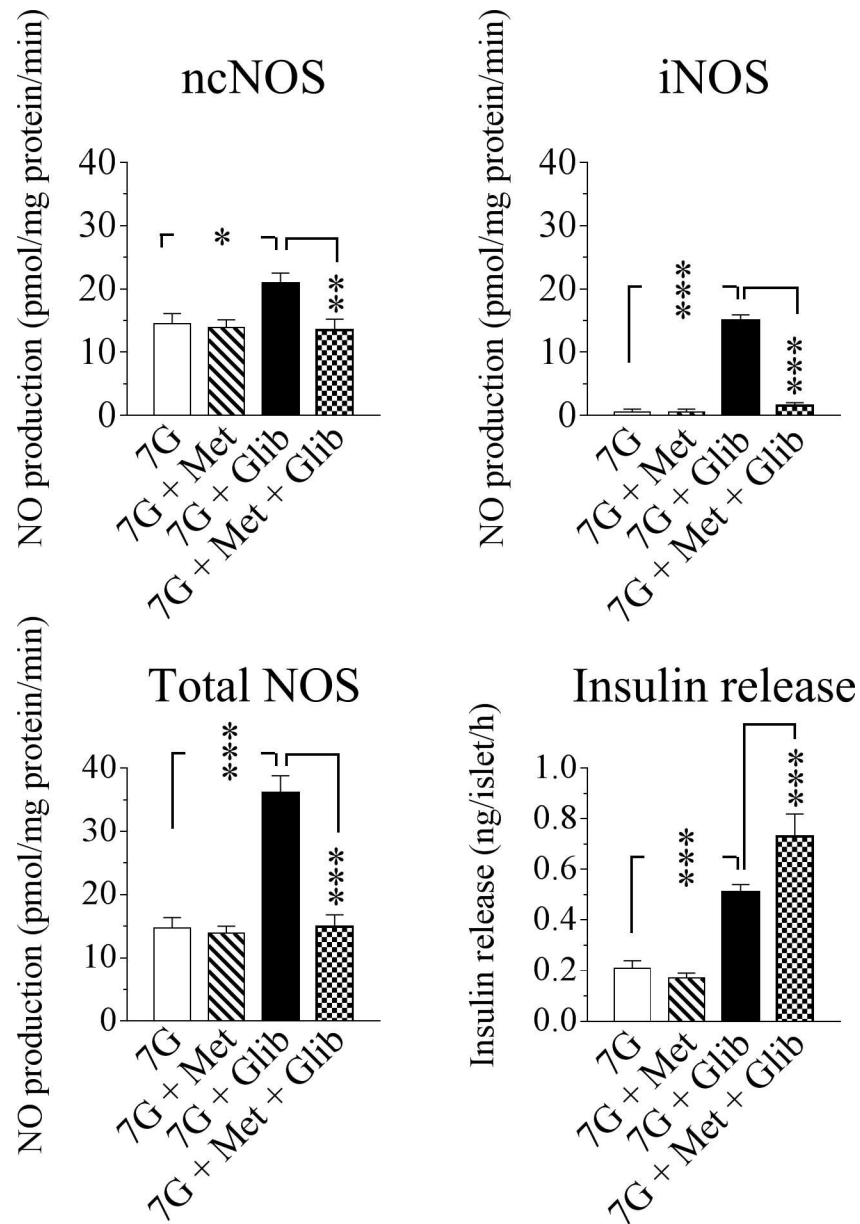 ncNOS
NO production (pmol/mg protein/min)
40
30
20
10
0
*
**
7G
7G + Met
7G + Glib
7G + Met + Glib
iNOS
NO production (pmol/mg protein/min)
40
30
20
10
0
***
***
7G
7G + Met
7G + Glib
7G + Met + Glib
Total NOS
NO production (pmol/mg protein/min)
40
30
20
10
0
***
***
7G
7G + Met
7G + Glib
7G + Met + Glib
Insulin release
Insulin release (ng/islet/h)
1.0
0.8
0.6
0.4
0.2
0.0
***
***
7G
7G + Met
7G + Glib
7G + Met + Glib